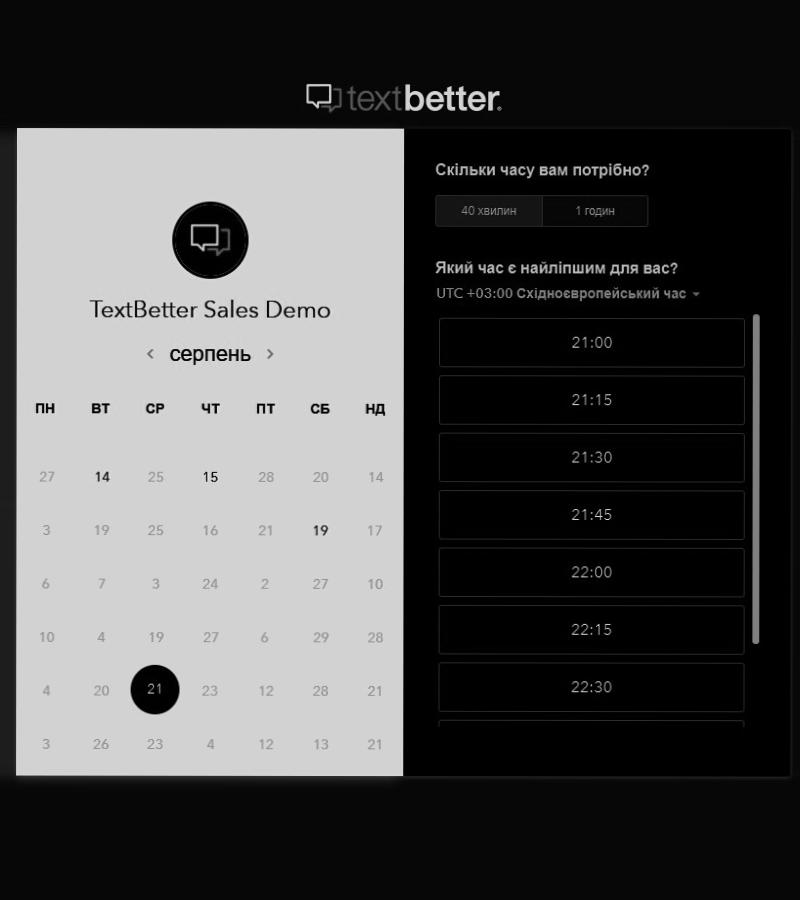 textbetter.
TextBetter Sales Demo
серпень
ПН ВТ СР ЧТ ПТ СБ НД
27 14 25 15 28 20 14
3 19 25 16 21 19 17
6 7 3 24 2 27 10
10 4 19 27 6 29 28
4 20 21 23 12 28 21
3 26 23 4 12 13 21
Скільки часу вам потрібно?
40 хвилин 1 годин
Який час є найліпшим для вас?
UTC +03:00 Східноєвропейський час
21:00
21:15
21:30
21:45
22:00
22:15
22:30